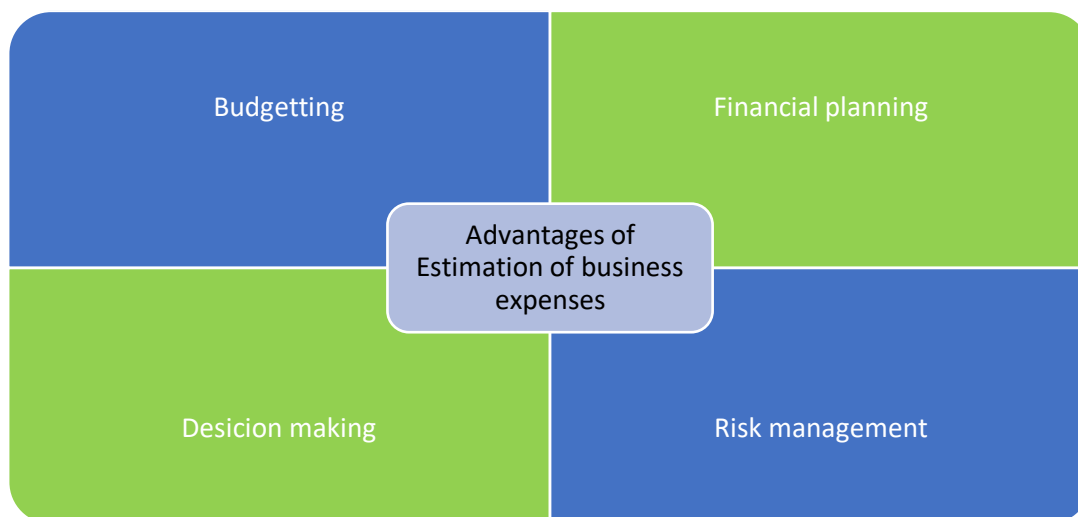 Budgetting
Financial planning
Advantages of
Estimation of business
expenses
Desicion making
Risk management